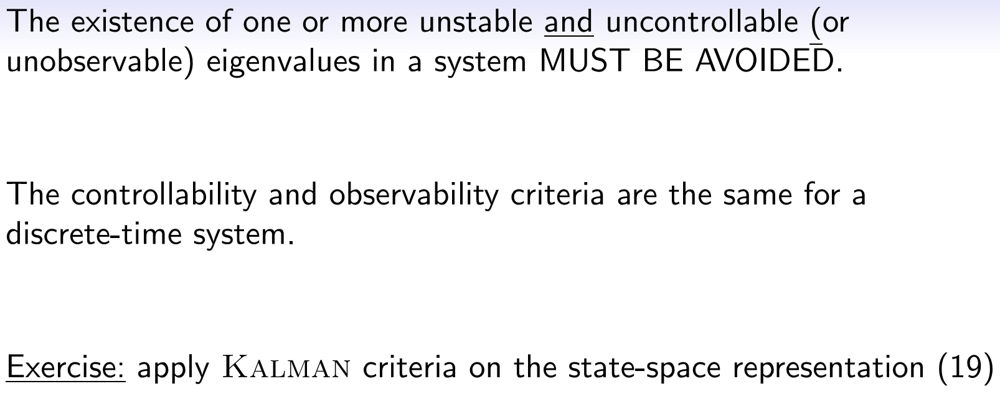 The existence of one or more unstable and uncontrollable (or
unobservable) eigenvalues in a system MUST BE AVOIDED.
The controllability and observability criteria are the same for a
discrete-time system.
Exercise: apply KALMAN criteria on the state-space representation (19)